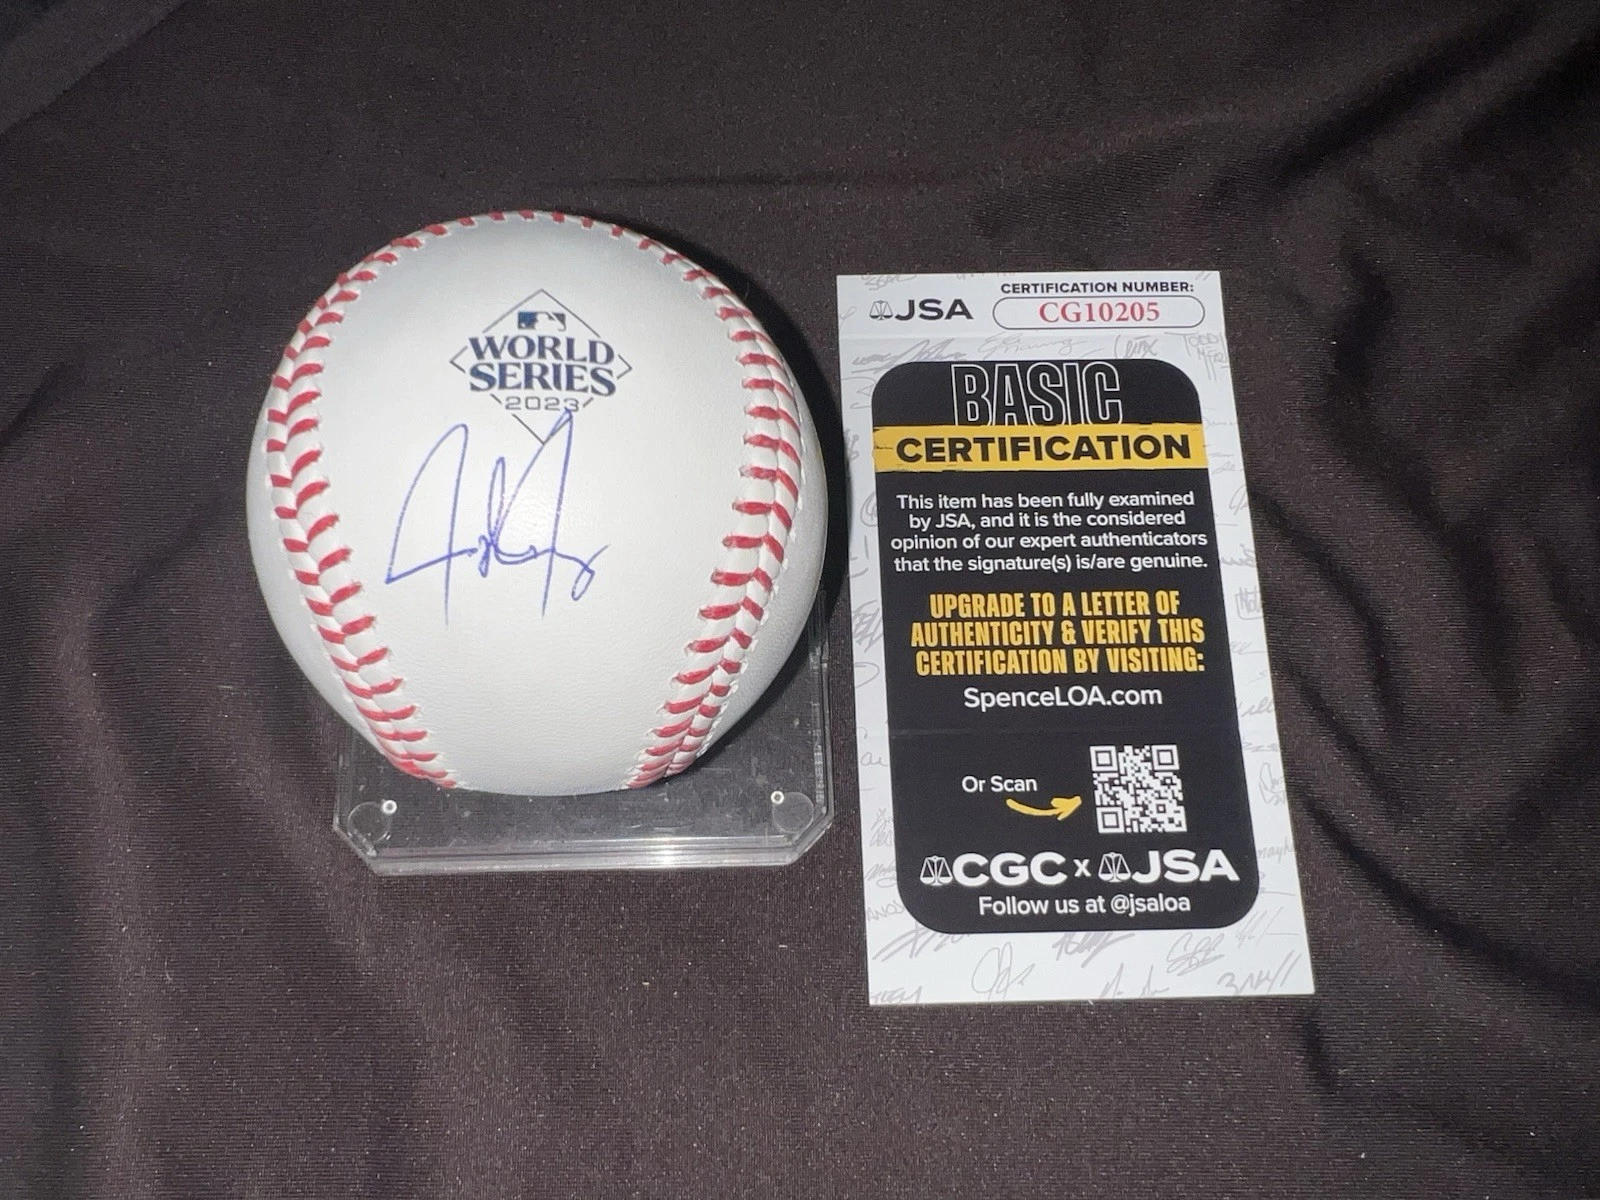 WORLD
SERIES
2023
JSA
CERTIFICATION NUMBER:
CG10205
BASIC
CERTIFICATION
This item has been fully examined
by JSA, and it is the considered
opinion of our expert authenticators
that the signature(s) is/are genuine.
UPGRADE TO A LETTER OF
AUTHENTICITY & VERIFY THIS
CERTIFICATION BY VISITING:
SpenceLOA.com
Or Scan
CGC x JSA
Follow us at @jsaloa